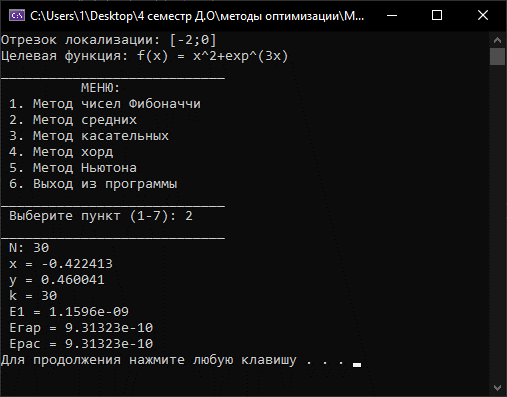 C:\Users\1\Desktop\4 семестр Д.О\методы оптимизации\М...
Отрезок локализации: [-2;0]
Целевая функция: f(x) = x^2+exp^(3x)
____________________________
МЕНЮ:
1. Метод чисел Фибоначчи
2. Метод средних
3. Метод касательных
4. Метод хорд
5. Метод Ньютона
6. Выход из программы
____________________________
Выберите пункт (1-7): 2
____________________________
N: 30
x = -0.422413
y = 0.460041
k = 30
E1 = 1.1596e-09
Eгар = 9.31323e-10
Eрас = 9.31323e-10
Для продолжения нажмите любую клавишу . . .